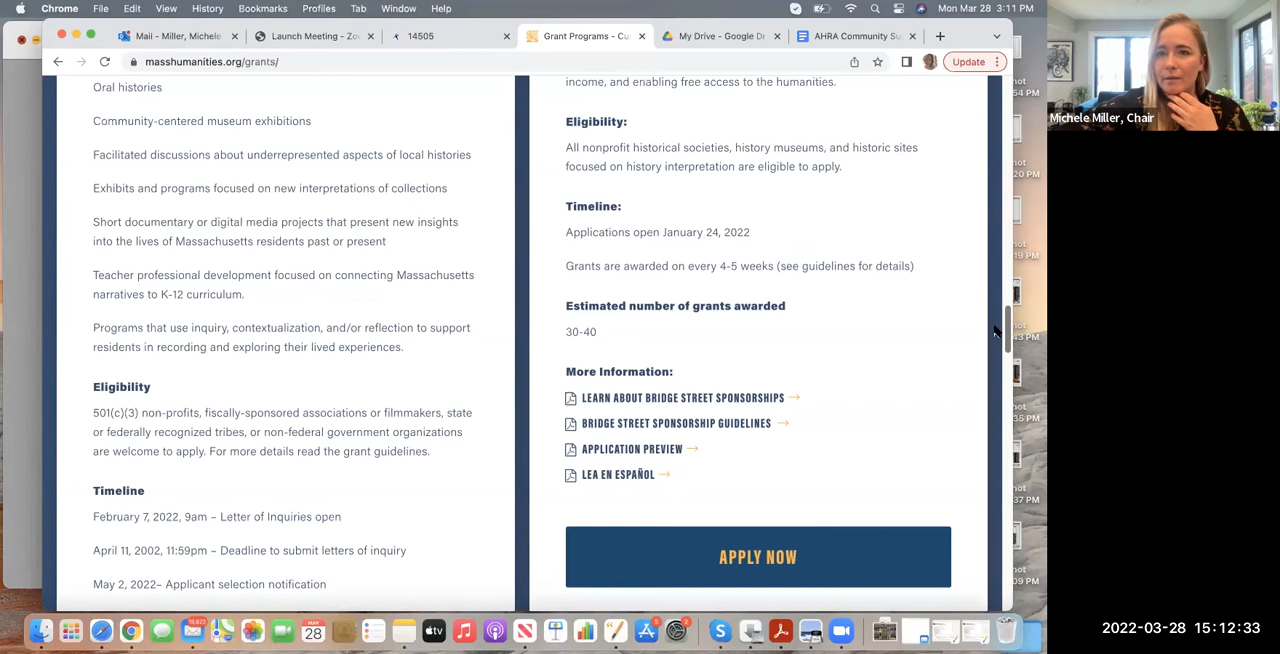 Chrome File Edit View History Bookmarks Profiles Tab Window Help
Mon Mar 28 3:11 PM
Mail - Miller, Michele
Launch Meeting - Zo
14505
Grant Programs - Cu
My Drive - Google Dr
AHRA Community Su
masshumanities.org/grants/
Update
Oral histories
Community-centered museum exhibitions
Facilitated discussions about underrepresented aspects of local histories
Exhibits and programs focused on new interpretations of collections
Short documentary or digital media projects that present new insights
into the lives of Massachusetts residents past or present
Teacher professional development focused on connecting Massachusetts
narratives to K-12 curriculum.
Programs that use inquiry, contextualization, and/or reflection to support
residents in recording and exploring their lived experiences.
Eligibility
501(c)(3) non-profits, fiscally-sponsored associations or filmmakers, state
or federally recognized tribes, or non-federal government organizations
are welcome to apply. For more details read the grant guidelines.
Timeline
February 7, 2022, 9am – Letter of Inquiries open
April 11, 2002, 11:59pm – Deadline to submit letters of inquiry
May 2, 2022– Applicant selection notification
income, and enabling free access to the humanities.
Eligibility:
All nonprofit historical societies, history museums, and historic sites
focused on history interpretation are eligible to apply.
Timeline:
Applications open January 24, 2022
Grants are awarded on every 4-5 weeks (see guidelines for details)
Estimated number of grants awarded
30-40
More Information:
LEARN ABOUT BRIDGE STREET SPONSORSHIPS →
BRIDGE STREET SPONSORSHIP GUIDELINES →
APPLICATION PREVIEW →
LEA EN ESPAÑOL →
APPLY NOW
Michele Miller, Chair
2022-03-28 15:12:33